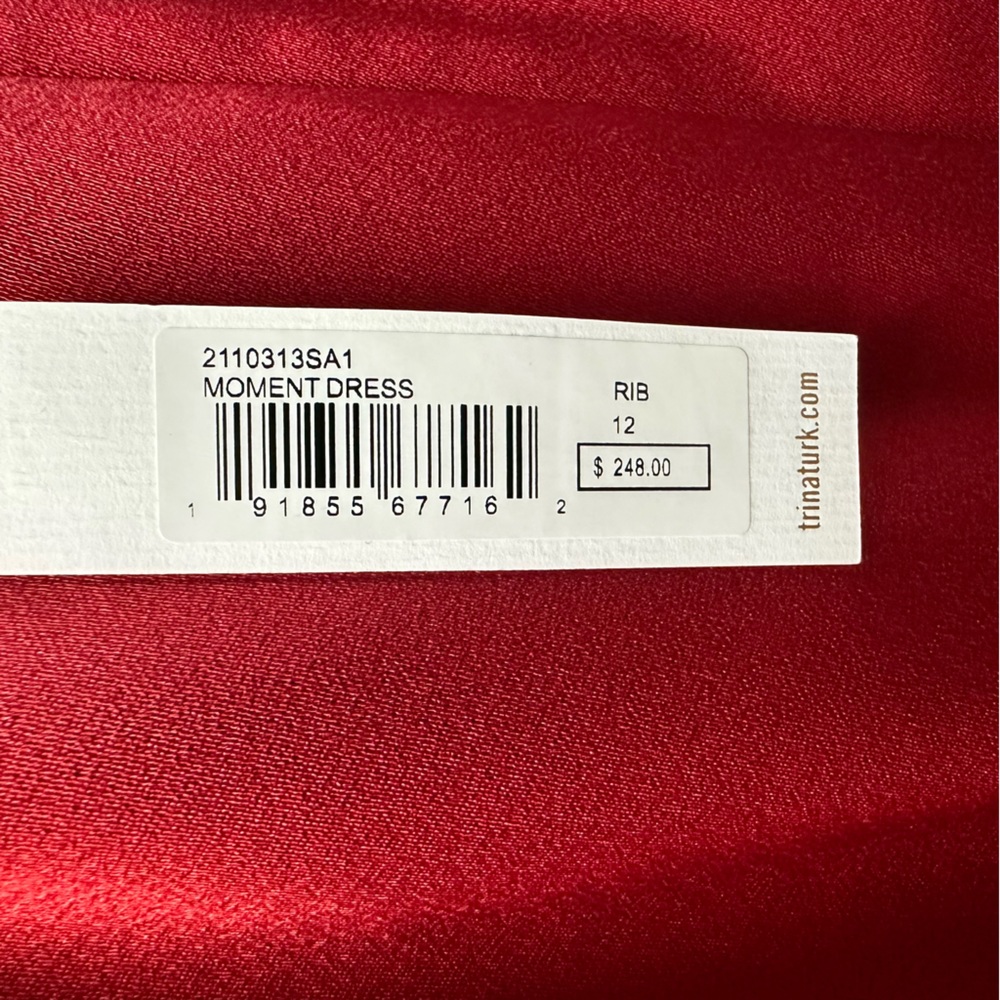 2110313SA1
MOMENT DRESS
RIB
12
$ 248.00
1 91855 67716 2
trinaturk.com